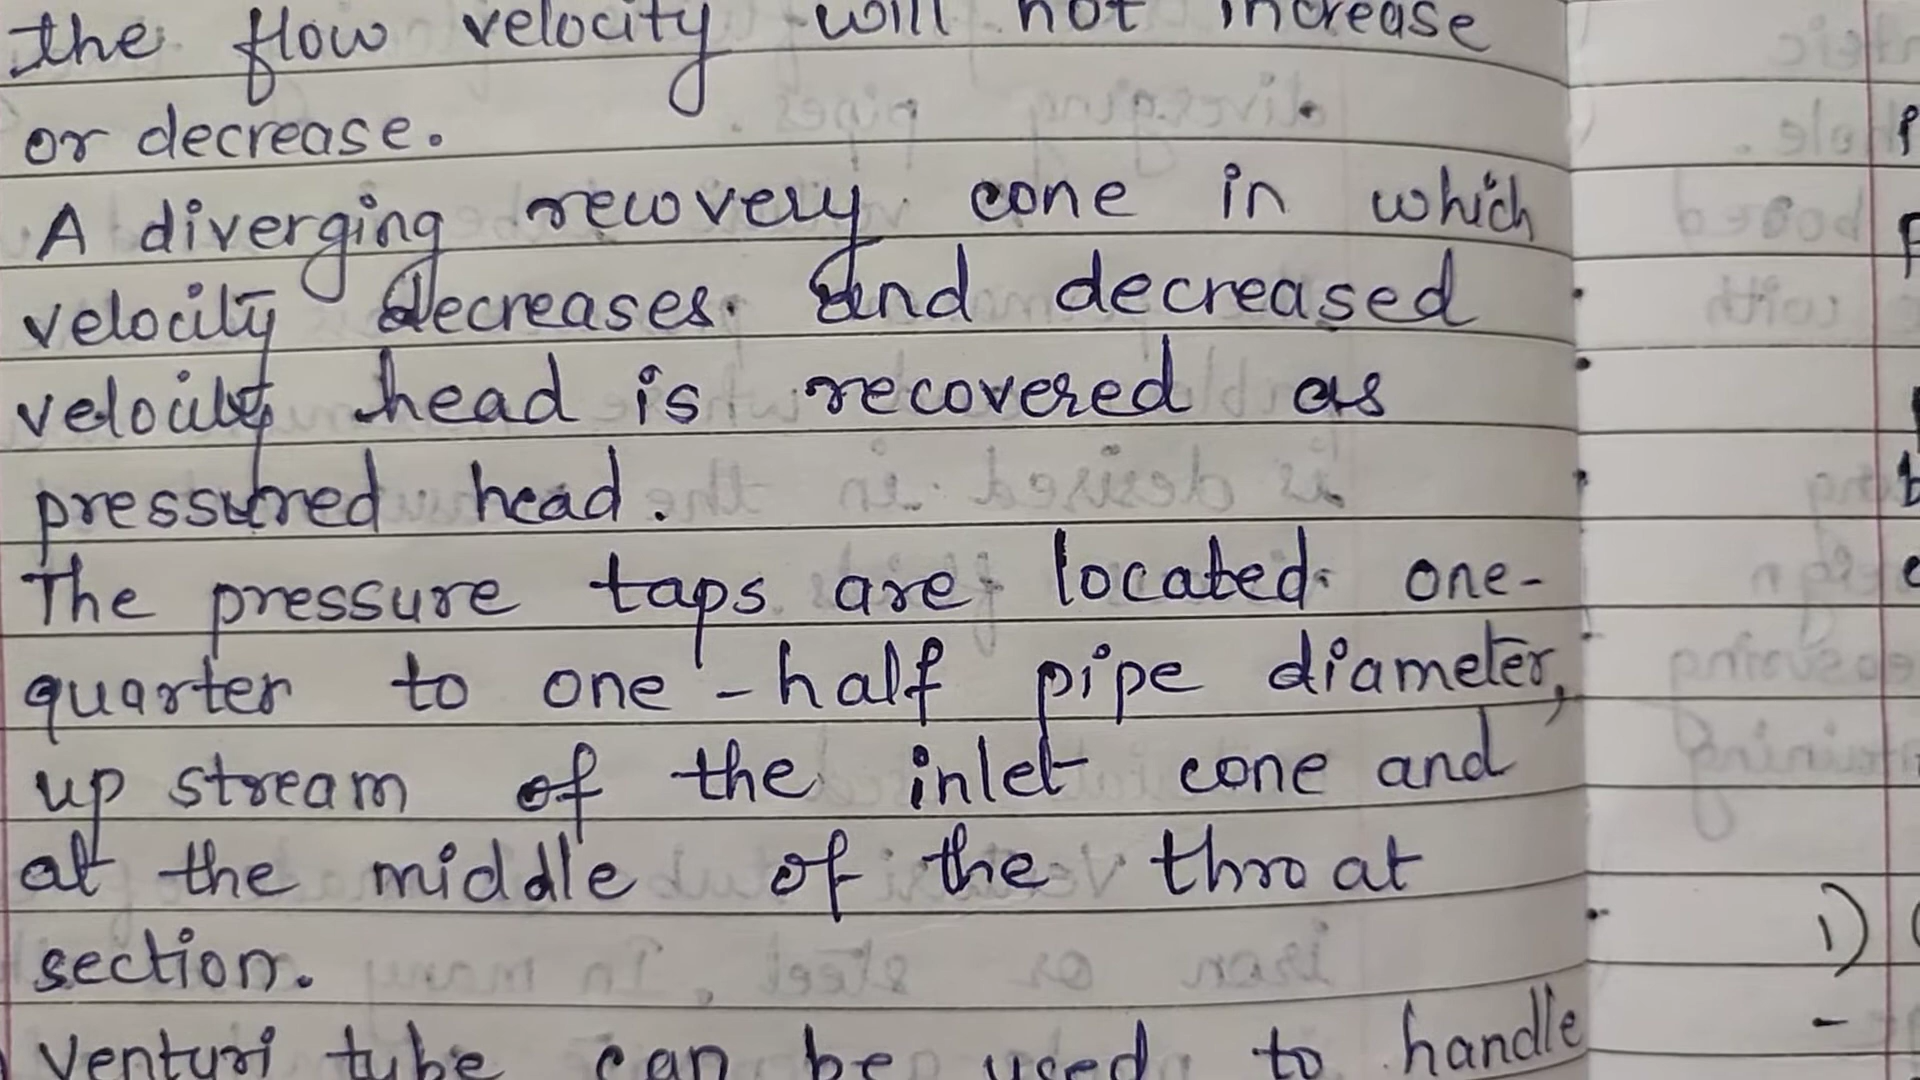 the flow velocity will not increase
or decrease.
A diverging recovery cone in which
velocity decreases. and decreased
velocity head is recovered as
pressured head.
The pressure taps are located one-
quarter to one-half pipe diameter,
up stream of the inlet cone and
at the middle of the throat
section.
Venturi tube can be used to handle
i)
-